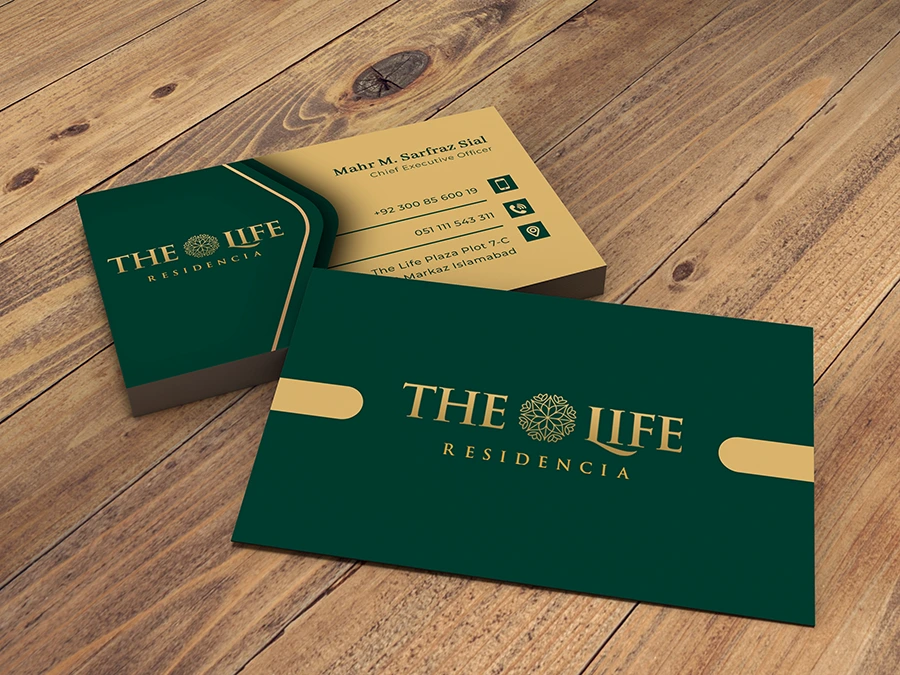 Mahr M. Sarfraz Sial
Chief Executive Officer
+92 300 85 600 19
051 111 543 311
The Life Plaza Plot 7-C
Markaz Islamabad
THE LIFE
RESIDENCIA
THE LIFE
RESIDENCIA